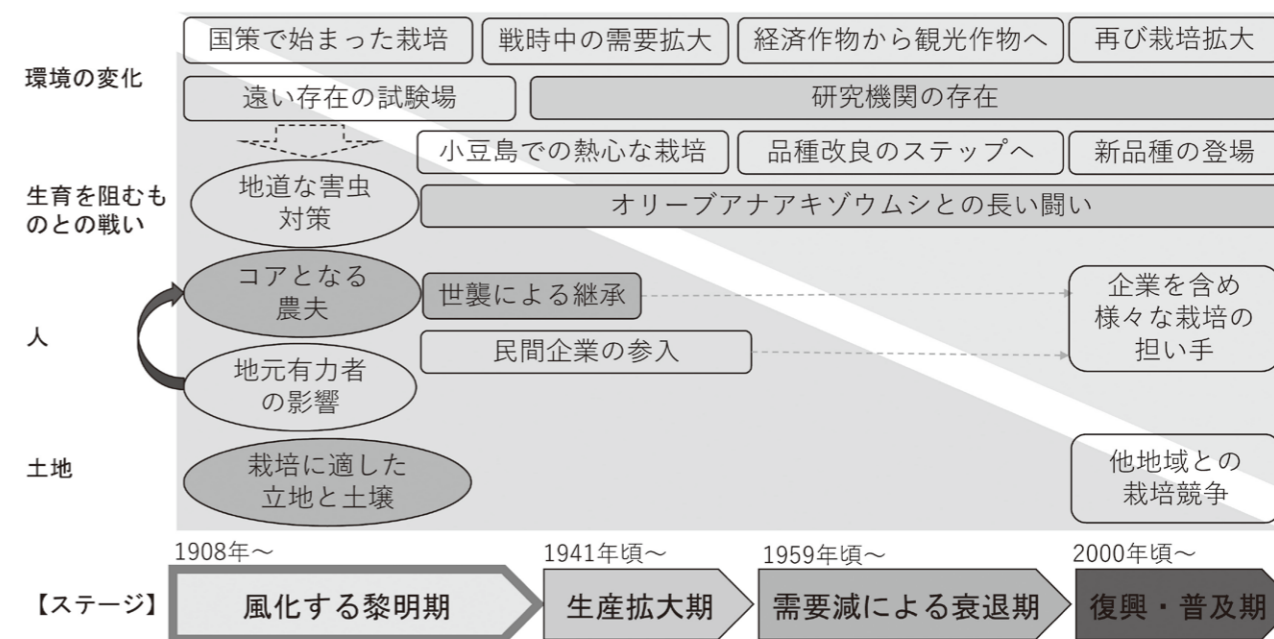 国策で始まった栽培
戦時中の需要拡大
経済作物から観光作物へ
再び栽培拡大
環境の変化
遠い存在の試験場
研究機関の存在
小豆島での熱心な栽培
品種改良のステップへ
新品種の登場
生育を阻むも
のとの戦い
地道な害虫
対策
オリーブアナアキゾウムシとの長い闘い
人
コアとなる
農夫
世襲による継承
企業を含め
様々な栽培の
担い手
民間企業の参入
地元有力者
の影響
土地
栽培に適した
立地と土壌
他地域との
栽培競争
1908年～
1941年頃～
1959年頃～
2000年頃～
【ステージ】
風化する黎明期
生産拡大期
需要減による衰退期
復興・普及期